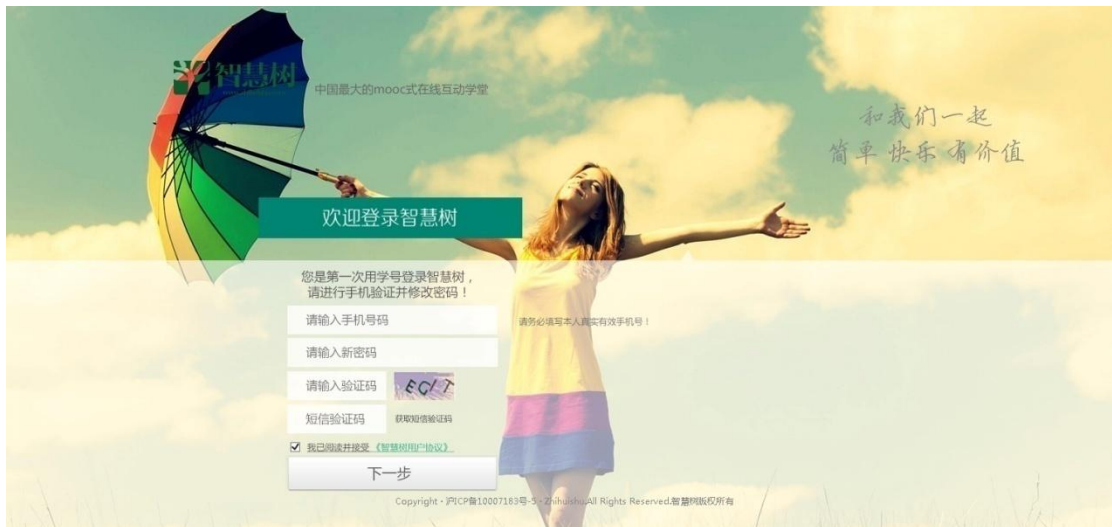 智慧树
中国最大的mooc式在线互动学堂
和我们一起
简单 快乐 有价值
欢迎登录智慧树
您是第一次用学号登录智慧树，
请进行手机验证并修改密码！
请输入手机号码
请务必填写本人真实有效手机号！
请输入新密码
请输入验证码
短信验证码 获取短信验证码
我已阅读并接受 《智慧树用户协议》
下一步
Copyright · 沪ICP备10007183号-5 · Zhihuishu.All Rights Reserved.智慧树版权所有